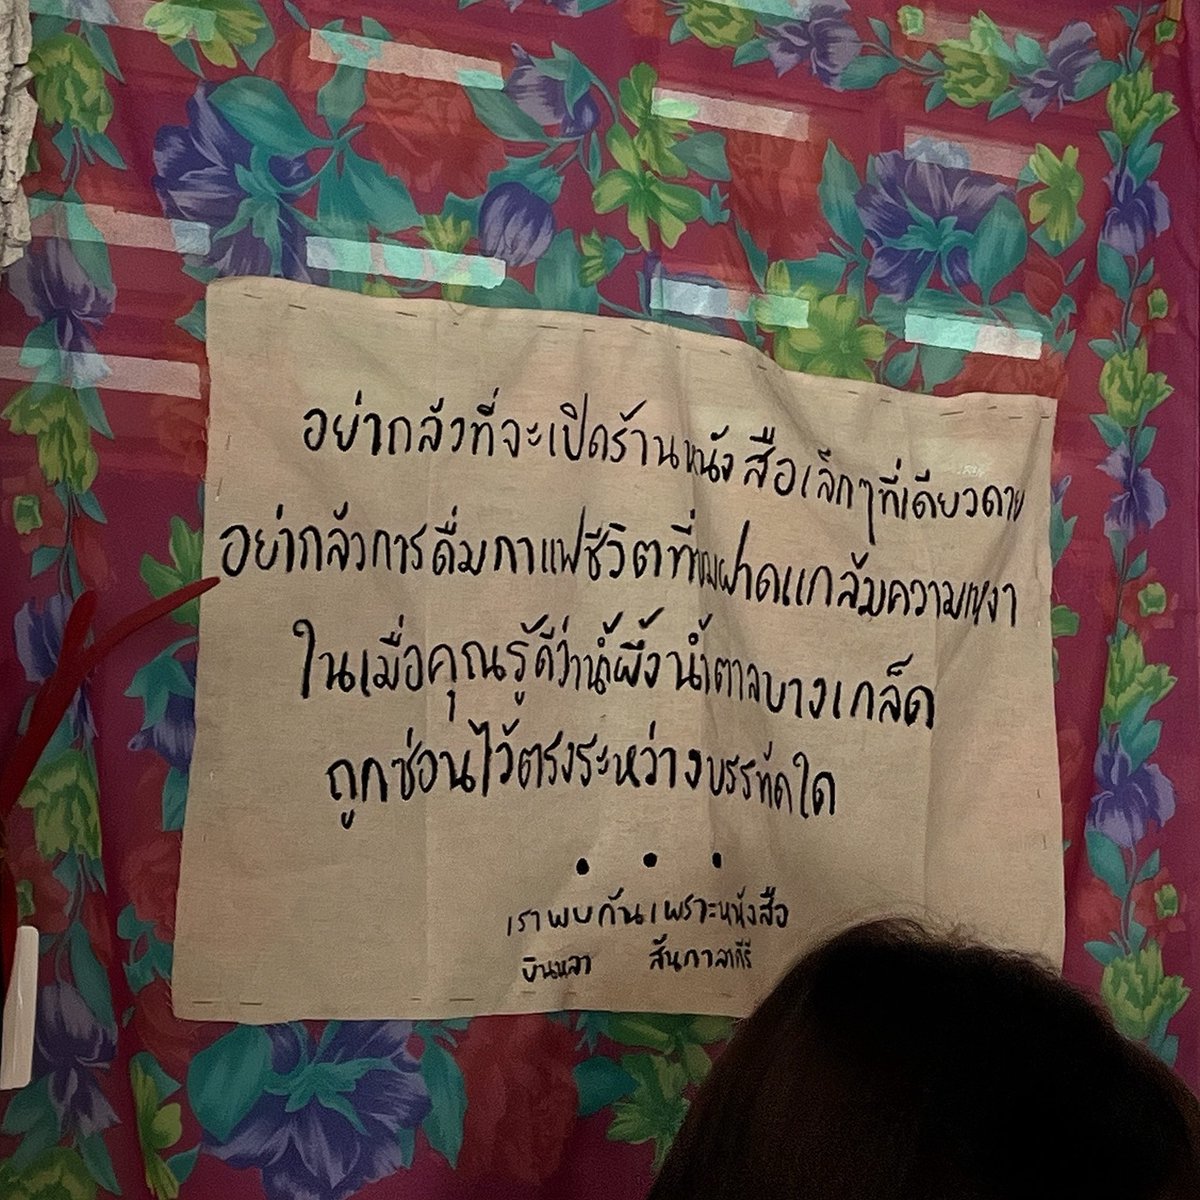 อย่ากลัวที่จะเปิดร้านหนังสือเล็กๆที่เดียวดาย
อย่ากลัวการดื่มกาแฟชีวิตที่ขมฝาดแกล้มความเหงา
ในเมื่อคุณรู้ดีว่าน้ำผึ้งน้ำตาลบางเกล็ด
ถูกซ่อนไว้ตรงระหว่างบรรทัดใด
• • •
เราพบกันเพราะหนังสือ
บินหลา สันกาลาคีรี